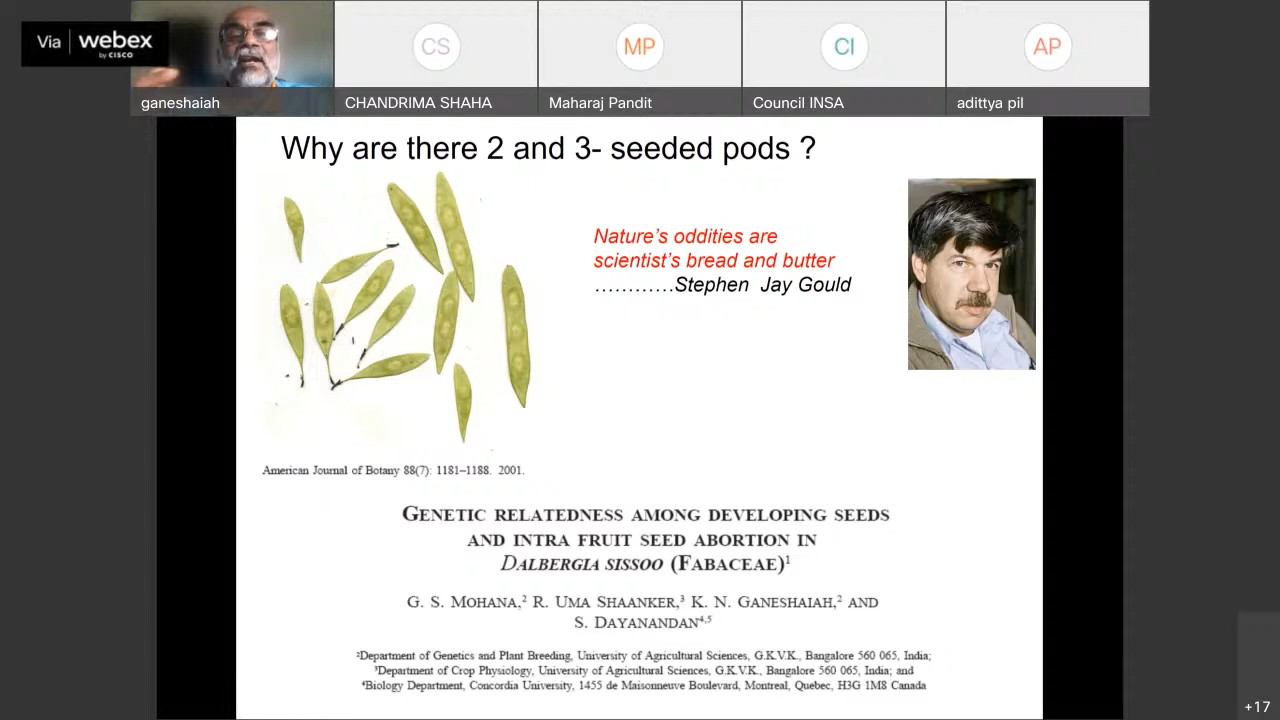 Via webex
by CISCO
CS
MP
CI
AP
ganeshaiah
CHANDRIMA SHAHA
Maharaj Pandit
Council INSA
adittya pil
Why are there 2 and 3- seeded pods ?
Nature's oddities are
scientist's bread and butter
…………Stephen Jay Gould
American Journal of Botany 88(7): 1181–1188. 2001.
GENETIC RELATEDNESS AMONG DEVELOPING SEEDS
AND INTRA FRUIT SEED ABORTION IN
DALBERGIA SISSOO (FABACEAE)¹
G. S. MOHANA,² R. UMA SHAANKER,³ K. N. GANESHAIAH,² AND
S. DAYANANDAN⁴,⁵
²Department of Genetics and Plant Breeding, University of Agricultural Sciences, G.K.V.K., Bangalore 560 065, India;
³Department of Crop Physiology, University of Agricultural Sciences, G.K.V.K., Bangalore 560 065, India; and
⁴Biology Department, Concordia University, 1455 de Maisonneuve Boulevard, Montreal, Quebec, H3G 1M8 Canada
+17